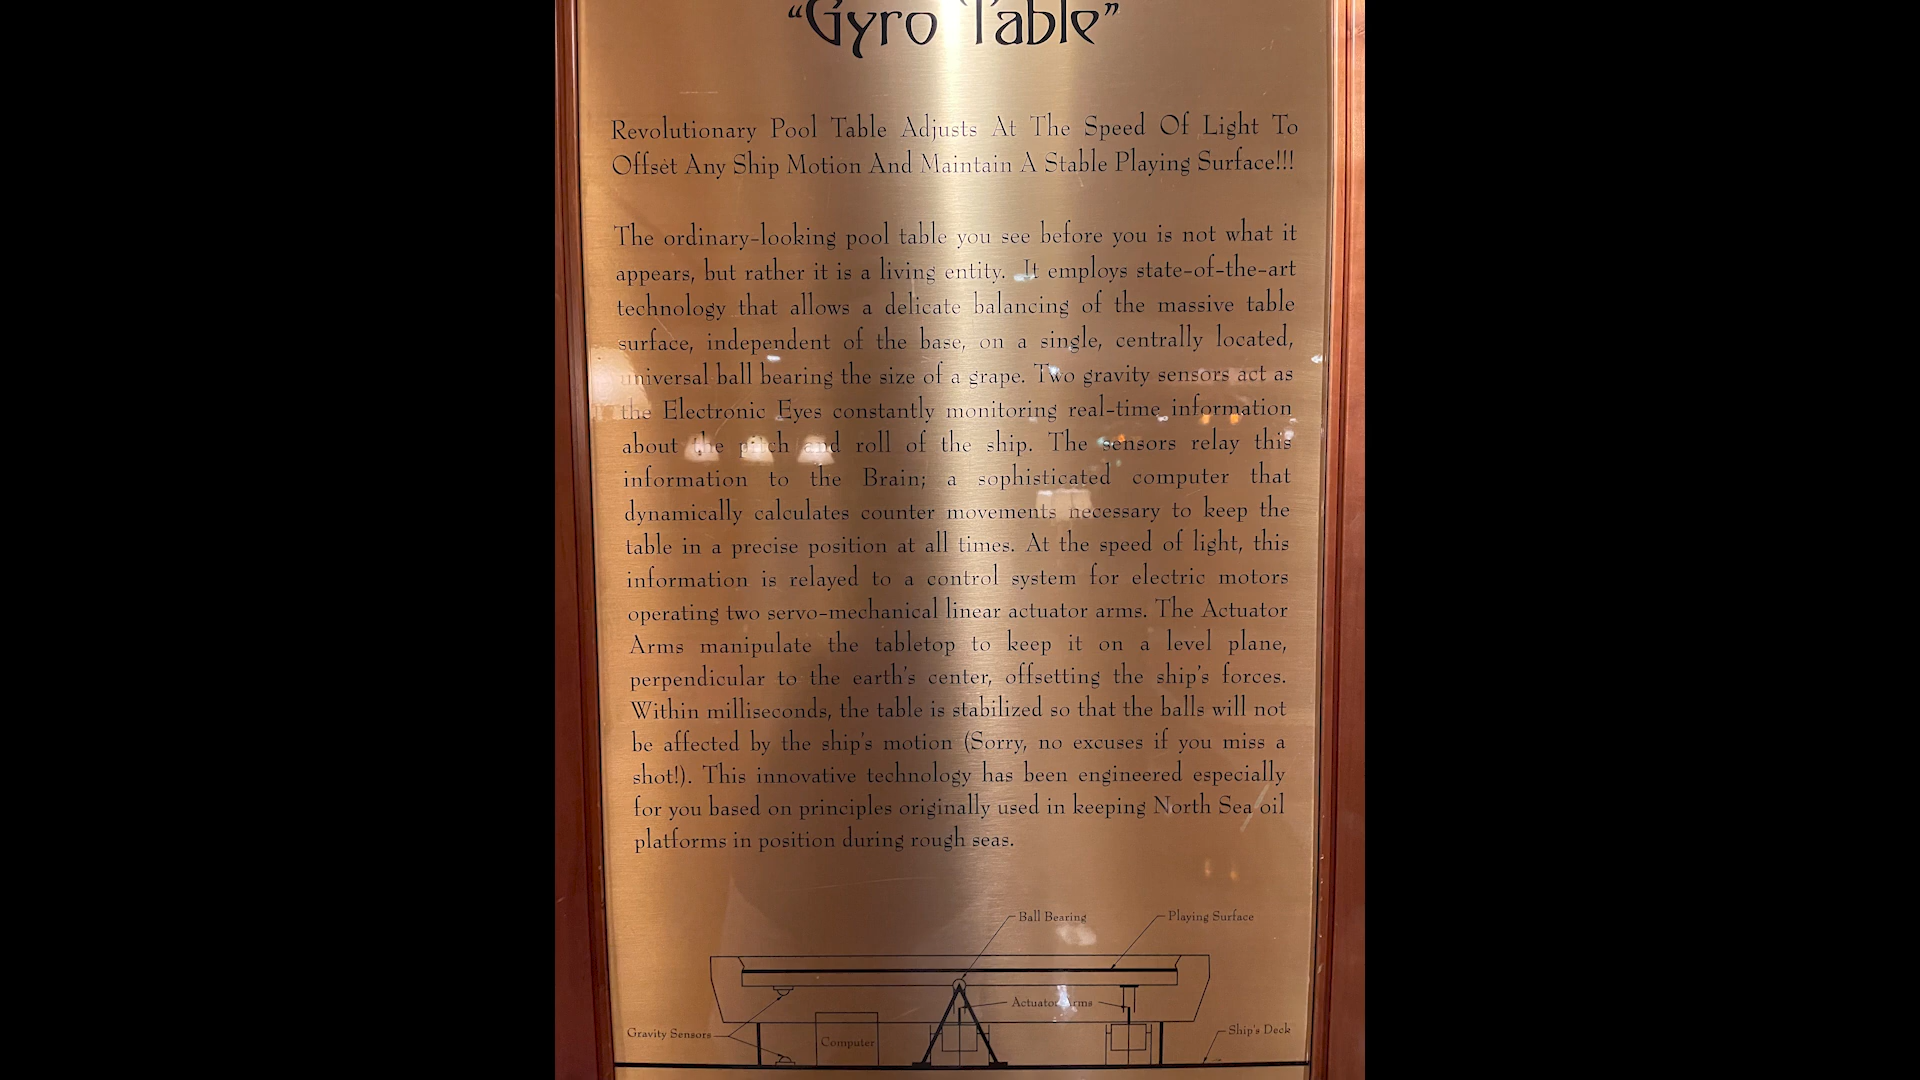 “Gyro Table”
Revolutionary Pool Table Adjusts At The Speed Of Light To
Offset Any Ship Motion And Maintain A Stable Playing Surface!!!
The ordinary-looking pool table you see before you is not what it
appears, but rather it is a living entity. It employs state-of-the-art
technology that allows a delicate balancing of the massive table
surface, independent of the base, on a single, centrally located,
universal ball bearing the size of a grape. Two gravity sensors act as
the Electronic Eyes constantly monitoring real-time information
about the pitch and roll of the ship. The sensors relay this
information to the Brain; a sophisticated computer that
dynamically calculates counter movements necessary to keep the
table in a precise position at all times. At the speed of light, this
information is relayed to a control system for electric motors
operating two servo-mechanical linear actuator arms. The Actuator
Arms manipulate the tabletop to keep it on a level plane,
perpendicular to the earth's center, offsetting the ship's forces.
Within milliseconds, the table is stabilized so that the balls will not
be affected by the ship's motion (Sorry, no excuses if you miss a
shot!). This innovative technology has been engineered especially
for you based on principles originally used in keeping North Sea oil
platforms in position during rough seas.
Ball Bearing
Playing Surface
Actuator Arms
Gravity Sensors
Computer
Ship's Deck